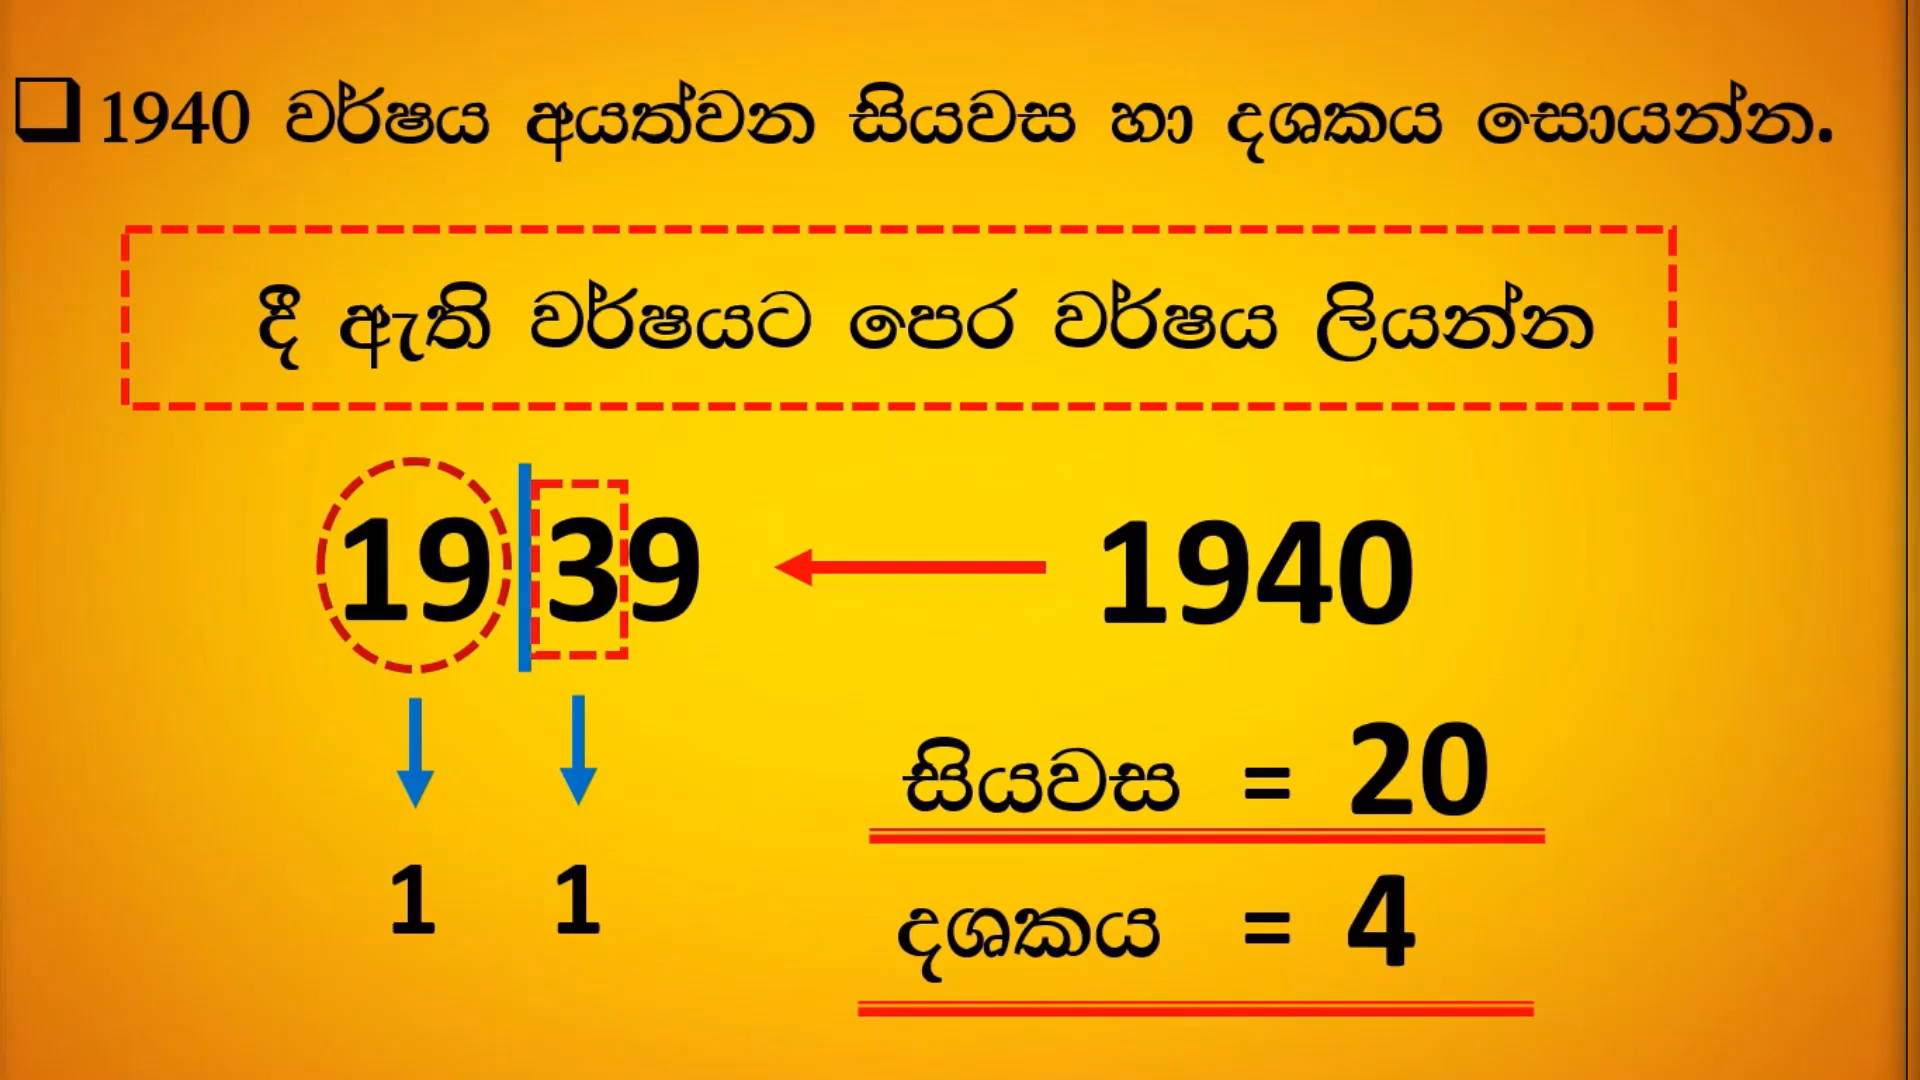 1940 වර්ෂය අයත්වන සියවස හා දශකය සොයන්න.
දී ඇති වර්ෂයට පෙර වර්ෂය ලියන්න
19 39 1940
සියවස = 20
1 1
දශකය = 4